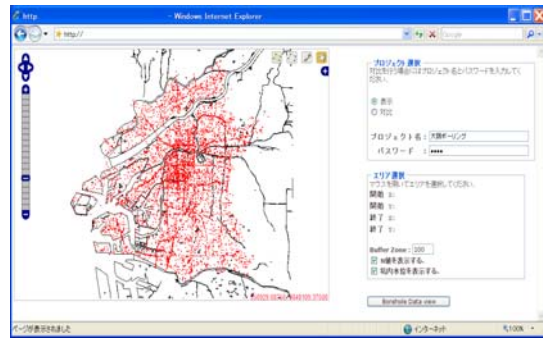 http - Windows Internet Explorer
http://
Google
プロジェクト選択
対比を行う場合にはプロジェクト名とパスワードを入力してください。
表示
対比
プロジェクト名: 大阪ボーリング
パスワード :
エリア選択
マウスを用いてエリアを選択してください。
開始 X:
開始 Y:
終了 X:
終了 Y:
Buffer Zone: 100
N値を表示する。
孔内水位を表示する。
Borehole Data view
ページが表示されました
インターネット
100%